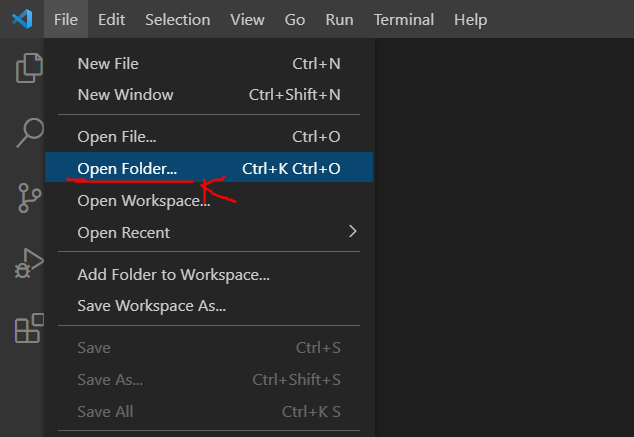 File Edit Selection View Go Run Terminal Help
New File Ctrl+N
New Window Ctrl+Shift+N
Open File... Ctrl+O
Open Folder... Ctrl+K Ctrl+O
Open Workspace...
Open Recent
Add Folder to Workspace...
Save Workspace As...
Save Ctrl+S
Save As... Ctrl+Shift+S
Save All Ctrl+K S